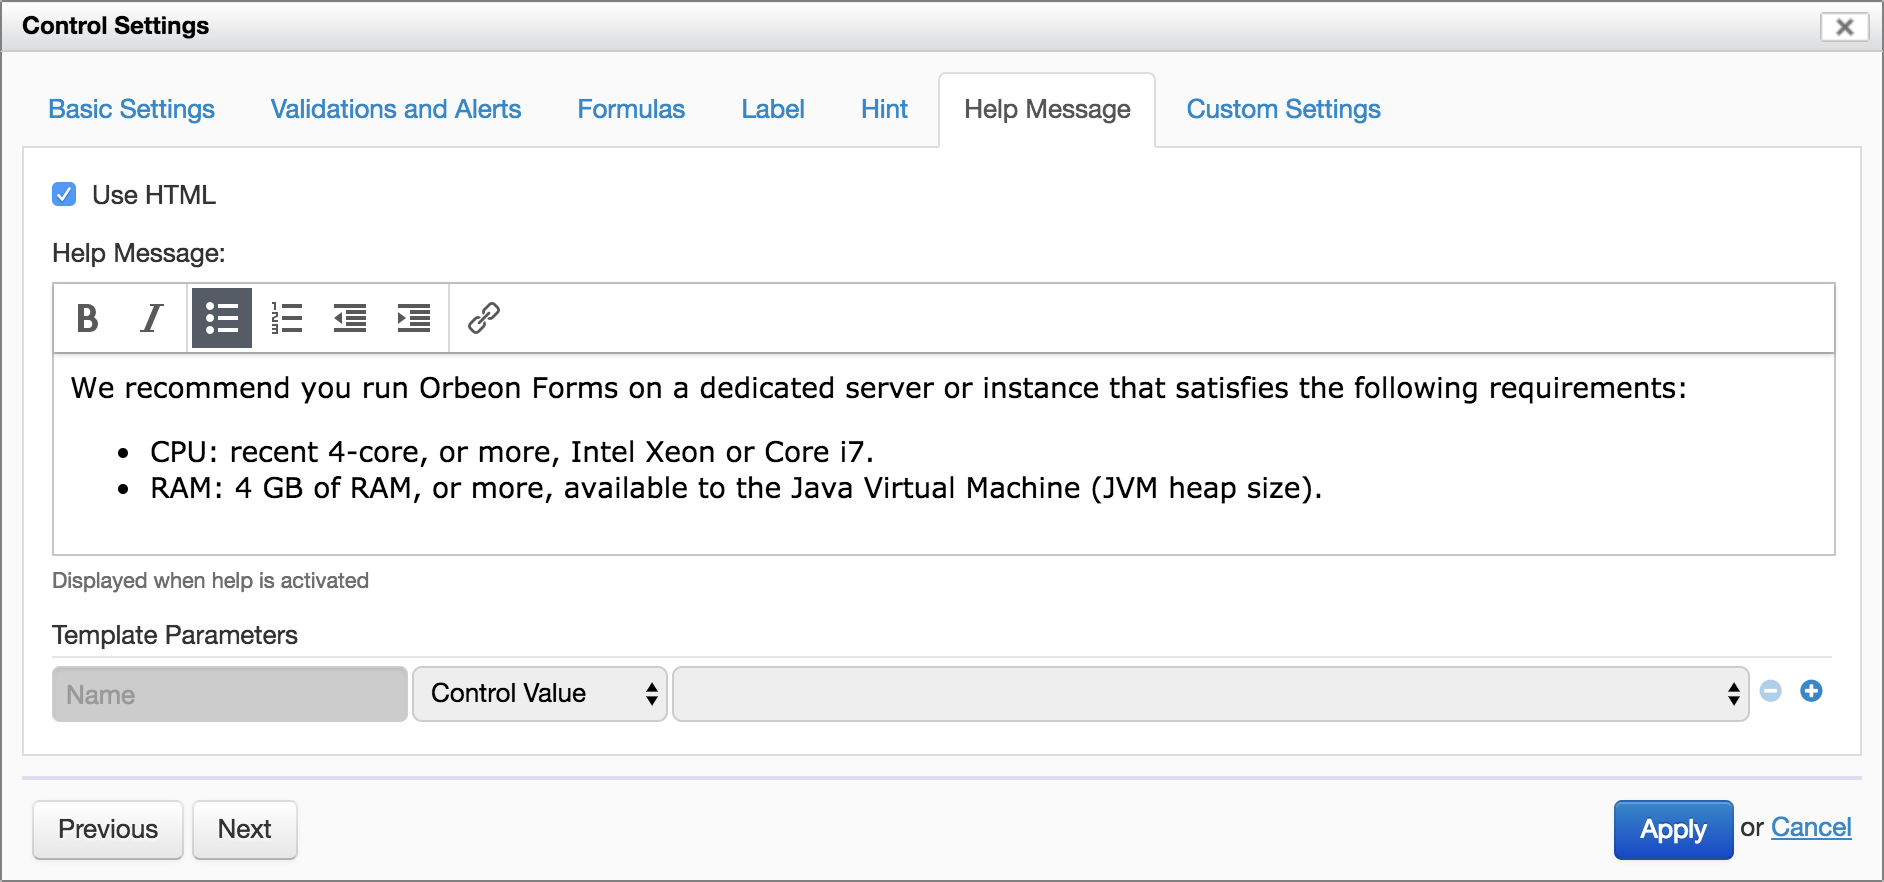 Control Settings
Basic Settings Validations and Alerts Formulas Label Hint Help Message Custom Settings
Use HTML
Help Message:
B I
We recommend you run Orbeon Forms on a dedicated server or instance that satisfies the following requirements:
• CPU: recent 4-core, or more, Intel Xeon or Core i7.
• RAM: 4 GB of RAM, or more, available to the Java Virtual Machine (JVM heap size).
Displayed when help is activated
Template Parameters
Name Control Value
Previous Next Apply or Cancel